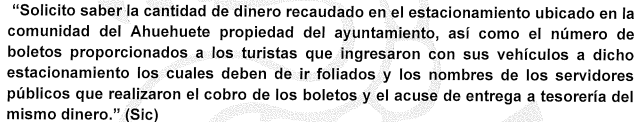 “Solicito saber la cantidad de dinero recaudado en el estacionamiento ubicado en la
comunidad del Ahuehuete propiedad del ayuntamiento, así como el número de
boletos proporcionados a los turistas que ingresaron con sus vehículos a dicho
estacionamiento los cuales deben de ir foliados y los nombres de los servidores
públicos que realizaron el cobro de los boletos y el acuse de entrega a tesorería del
mismo dinero.” (Sic)